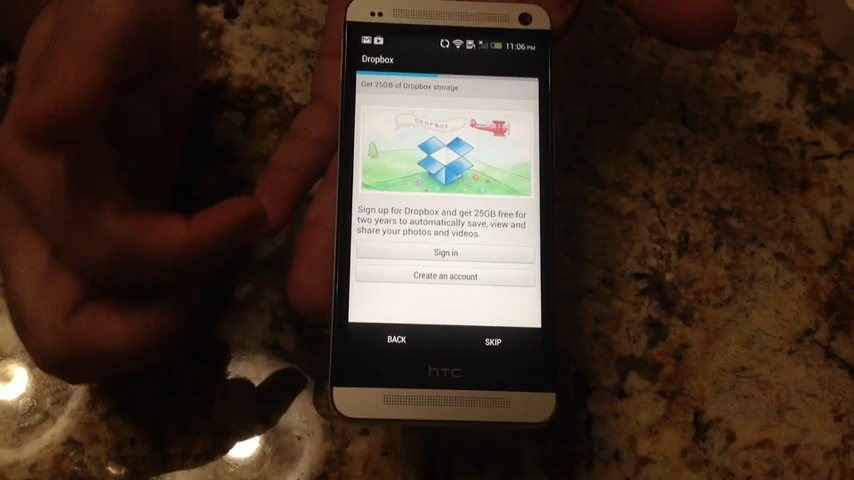 11:06 PM
Dropbox
Get 25GB of Dropbox storage
DROPBOX
Sign up for Dropbox and get 25GB free for
two years to automatically save, view and
share your photos and videos.
Sign in
Create an account
BACK
SKIP
hTC